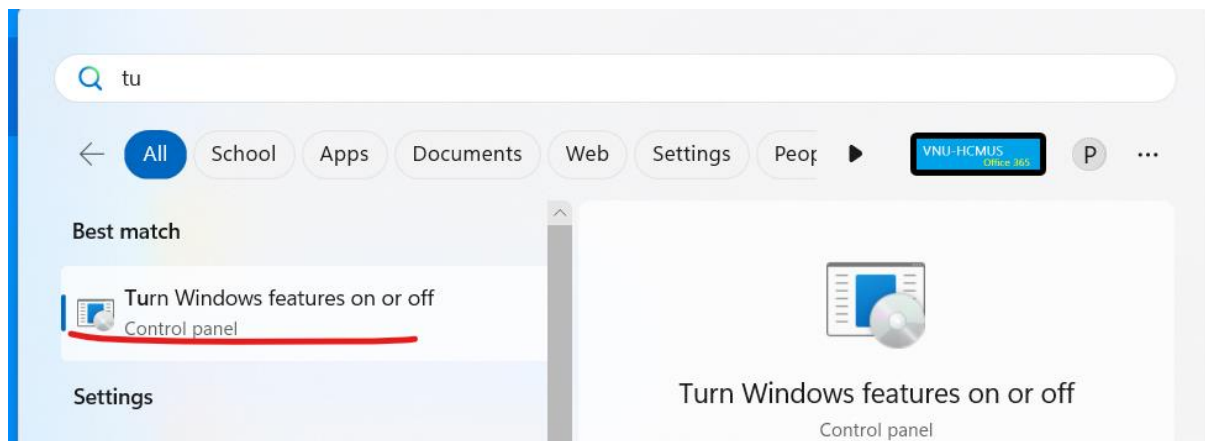 tu
All School Apps Documents Web Settings Peop
VNU-HCMUS
Office 365
P
Best match
Turn Windows features on or off
Control panel
Settings
Turn Windows features on or off
Control panel